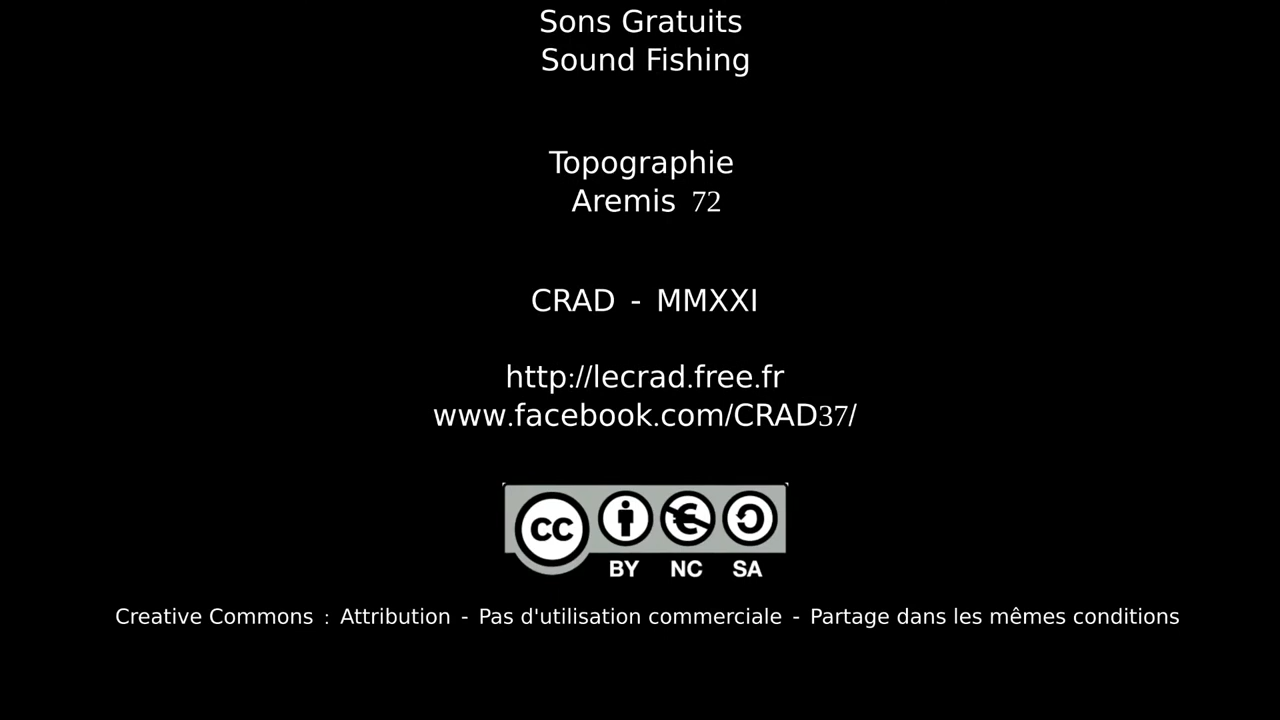 Sons Gratuits
Sound Fishing
Topographie
Aremis 72
CRAD - MMXXI
http://lecrad.free.fr
www.facebook.com/CRAD37/
cc
BY NC SA
Creative Commons : Attribution - Pas d'utilisation commerciale - Partage dans les mêmes conditions